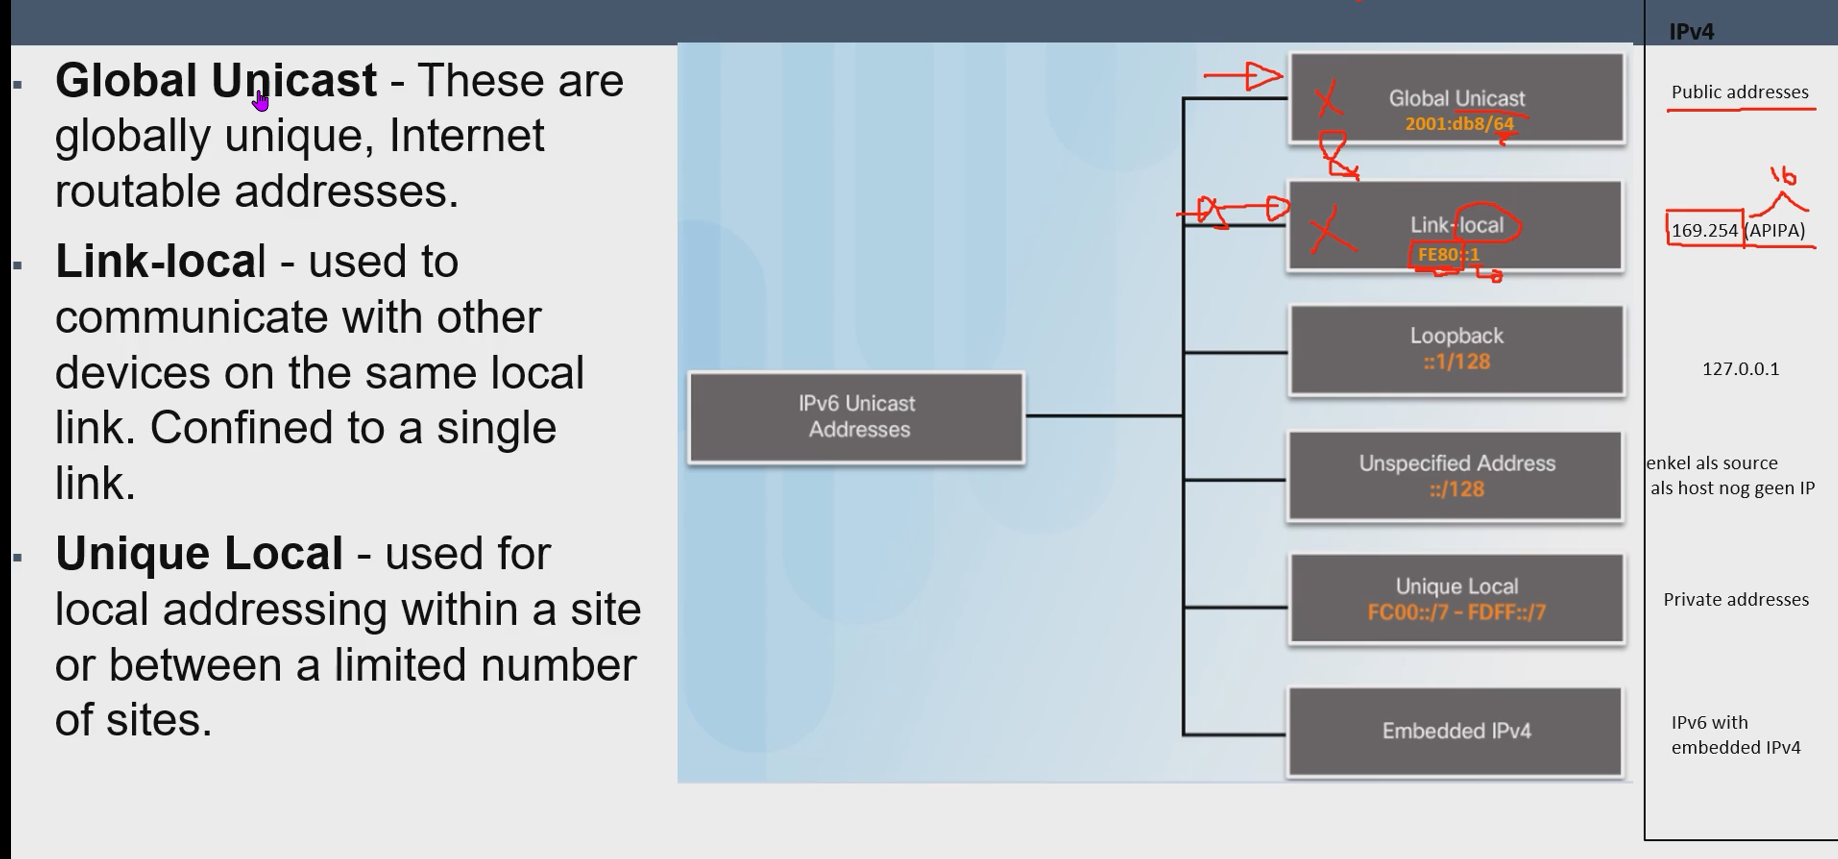 Global Unicast - These are
globally unique, Internet
routable addresses.
Link-local - used to
communicate with other
devices on the same local
link. Confined to a single
link.
Unique Local - used for
local addressing within a site
or between a limited number
of sites.
IPv6 Unicast
Addresses
Global Unicast
2001:db8/64
Link-local
FE80::1
Loopback
::1/128
Unspecified Address
::/128
Unique Local
FC00::/7 - FDFF::/7
Embedded IPv4
IPv4
Public addresses
16
169.254 (APIPA)
127.0.0.1
enkel als source
als host nog geen IP
Private addresses
IPv6 with
embedded IPv4